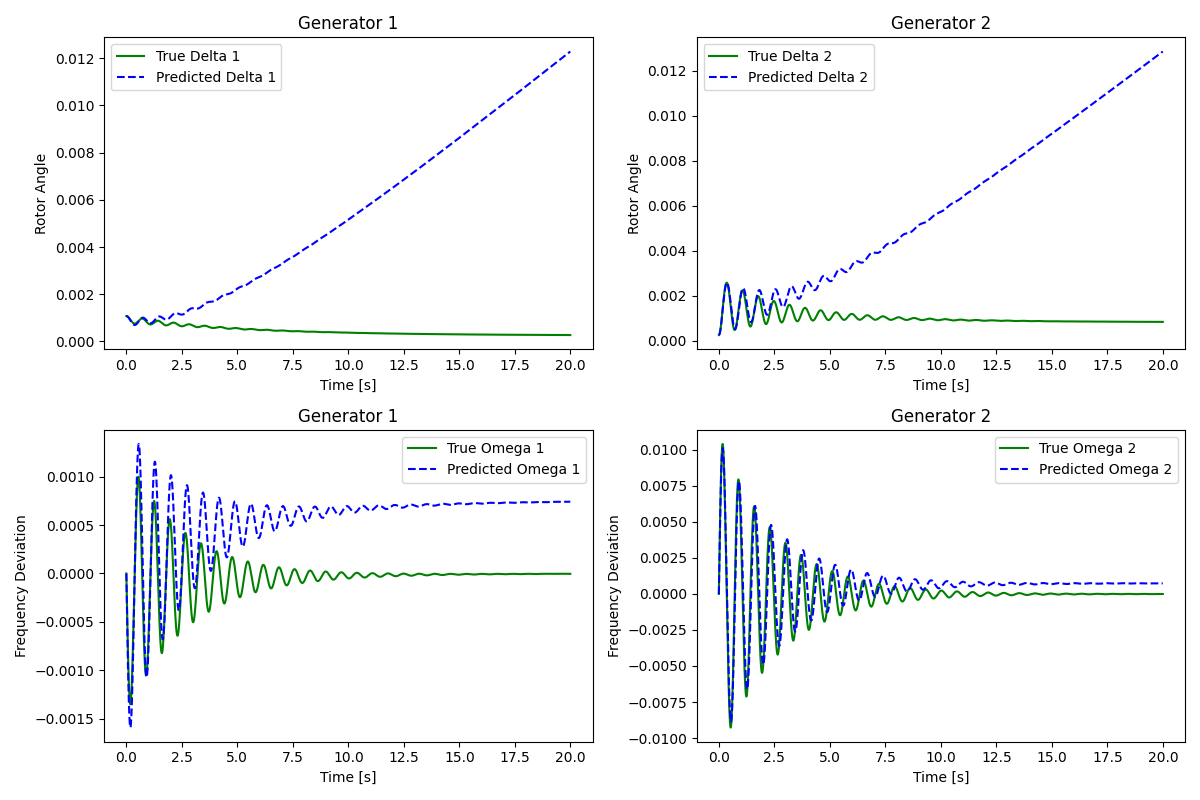 Generator 1
True Delta 1
Predicted Delta 1
0.012
0.010
0.008
0.006
0.004
0.002
0.000
Rotor Angle
0.0 2.5 5.0 7.5 10.0 12.5 15.0 17.5 20.0
Time [s]
Generator 2
True Delta 2
Predicted Delta 2
0.012
0.010
0.008
0.006
0.004
0.002
0.000
Rotor Angle
0.0 2.5 5.0 7.5 10.0 12.5 15.0 17.5 20.0
Time [s]
Generator 1
True Omega 1
Predicted Omega 1
0.0010
0.0005
0.0000
−0.0005
−0.0010
−0.0015
Frequency Deviation
0.0 2.5 5.0 7.5 10.0 12.5 15.0 17.5 20.0
Time [s]
Generator 2
True Omega 2
Predicted Omega 2
0.0100
0.0075
0.0050
0.0025
0.0000
−0.0025
−0.0050
−0.0075
−0.0100
Frequency Deviation
0.0 2.5 5.0 7.5 10.0 12.5 15.0 17.5 20.0
Time [s]